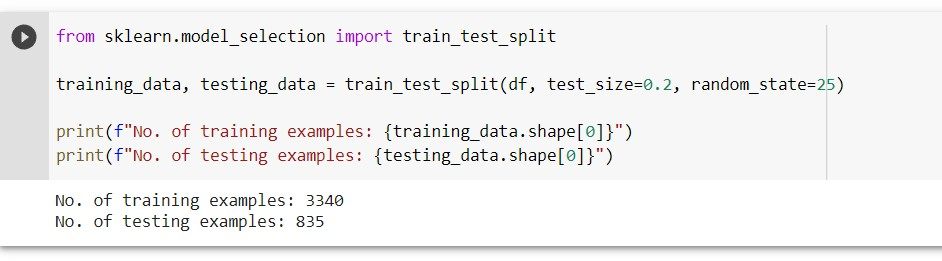 from sklearn.model_selection import train_test_split
training_data, testing_data = train_test_split(df, test_size=0.2, random_state=25)
print(f"No. of training examples: {training_data.shape[0]}")
print(f"No. of testing examples: {testing_data.shape[0]}")
No. of training examples: 3340
No. of testing examples: 835